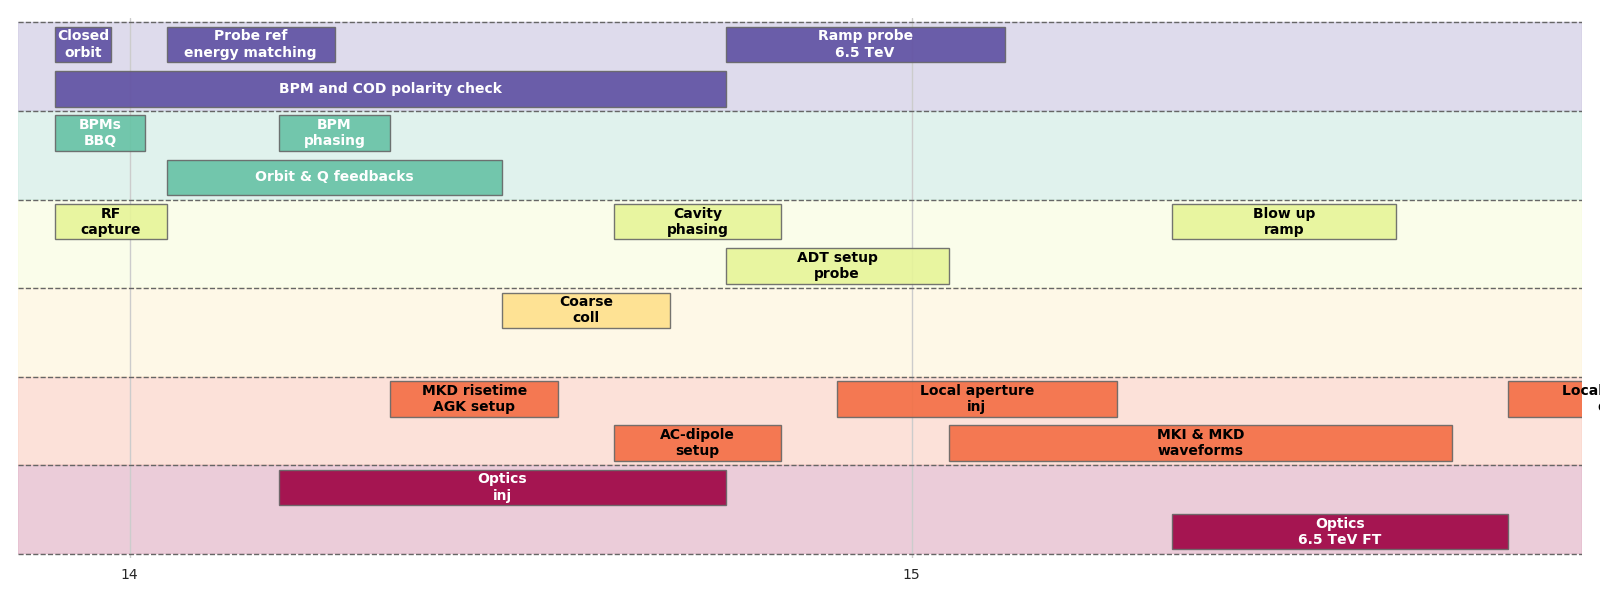 Closed
orbit
Probe ref
energy matching
Ramp probe
6.5 TeV
BPM and COD polarity check
BPMs
BBQ
BPM
phasing
Orbit & Q feedbacks
RF
capture
Cavity
phasing
Blow up
ramp
ADT setup
probe
Coarse
coll
MKD risetime
AGK setup
Local aperture
inj
Local
AC-dipole
setup
MKI & MKD
waveforms
Optics
inj
Optics
6.5 TeV FT
14
15